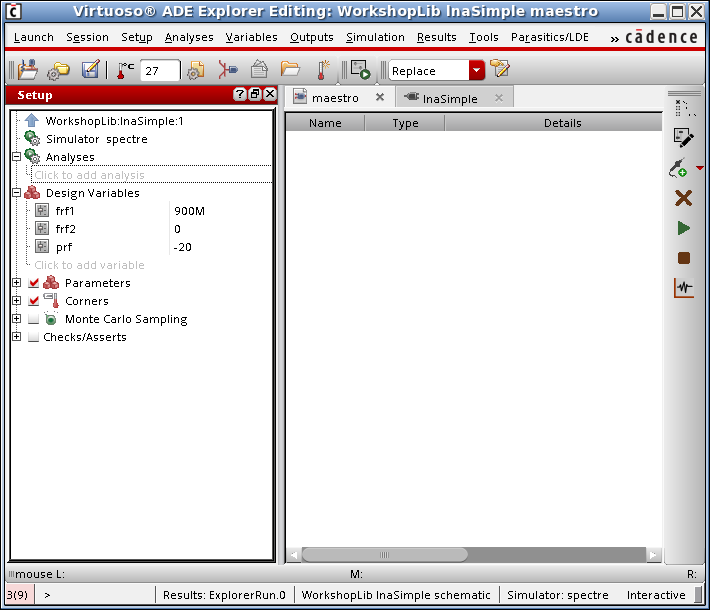 Virtuoso® ADE Explorer Editing: WorkshopLib lnaSimple maestro
Launch Session Setup Analyses Variables Outputs Simulation Results Tools Parasitics/LDE » cādence
°C 27 Replace
Setup ? maestro lnaSimple
Name Type Details
WorkshopLib:lnaSimple:1
Simulator spectre
Analyses
Click to add analysis
Design Variables
frf1 900M
frf2 0
prf -20
Click to add variable
Parameters
Corners
Monte Carlo Sampling
Checks/Asserts
mouse L: M: R:
3(9) > Results: ExplorerRun.0 WorkshopLib lnaSimple schematic Simulator: spectre Interactive